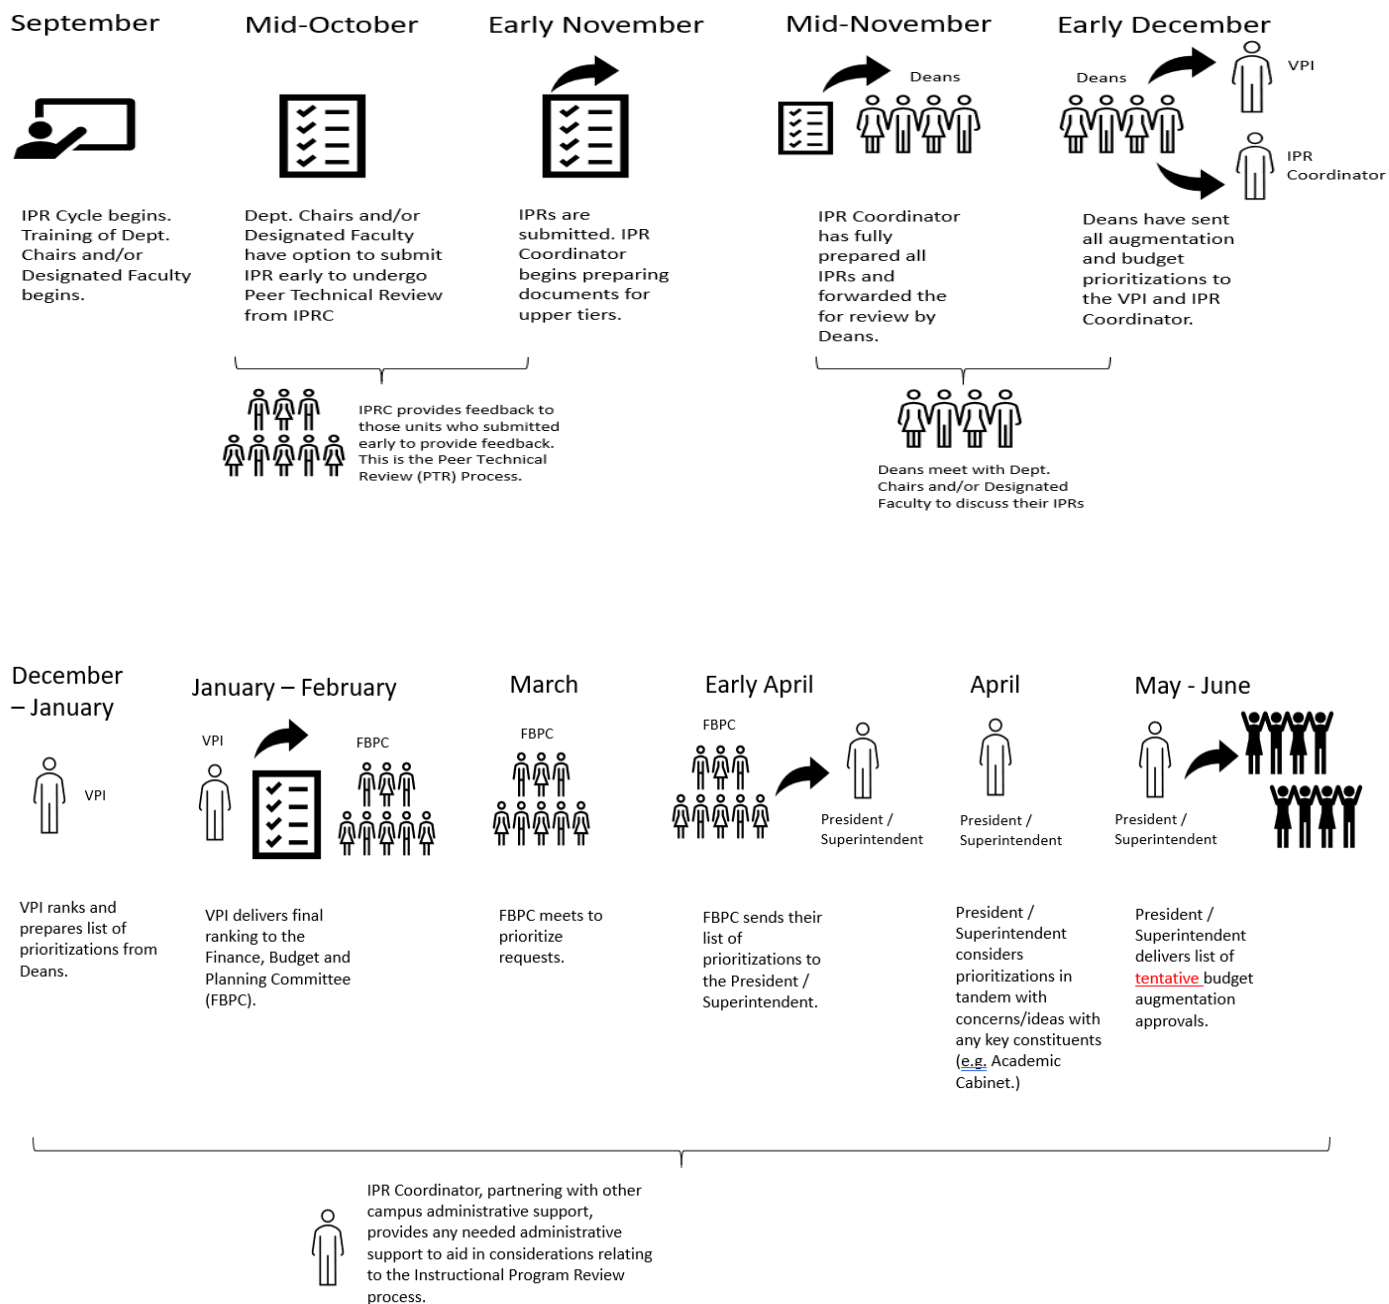 September
Mid-October
Early November
Mid-November
Early December
Deans
Deans
VPI
IPR
Coordinator
IPR Cycle begins.
Training of Dept.
Chairs and/or
Designated Faculty
begins.
Dept. Chairs and/or
Designated Faculty
have option to submit
IPR early to undergo
Peer Technical Review
from IPRC
IPRs are
submitted. IPR
Coordinator
begins preparing
documents for
upper tiers.
IPR Coordinator
has fully
prepared all
IPRs and
forwarded the
for review by
Deans.
Deans have sent
all augmentation
and budget
prioritizations to
the VPI and IPR
Coordinator.
IPRC provides feedback to
those units who submitted
early to provide feedback.
This is the Peer Technical
Review (PTR) Process.
Deans meet with Dept.
Chairs and/or Designated
Faculty to discuss their IPRs
December
– January
January – February
March
Early April
April
May - June
VPI
VPI
FBPC
FBPC
FBPC
President /
Superintendent
President /
Superintendent
President /
Superintendent
VPI ranks and
prepares list of
prioritizations from
Deans.
VPI delivers final
ranking to the
Finance, Budget and
Planning Committee
(FBPC).
FBPC meets to
prioritize
requests.
FBPC sends their
list of
prioritizations to
the President /
Superintendent.
President /
Superintendent
considers
prioritizations in
tandem with
concerns/ideas with
any key constituents
(e.g. Academic
Cabinet.)
President /
Superintendent
delivers list of
tentative budget
augmentation
approvals.
IPR Coordinator, partnering with other
campus administrative support,
provides any needed administrative
support to aid in considerations relating
to the Instructional Program Review
process.